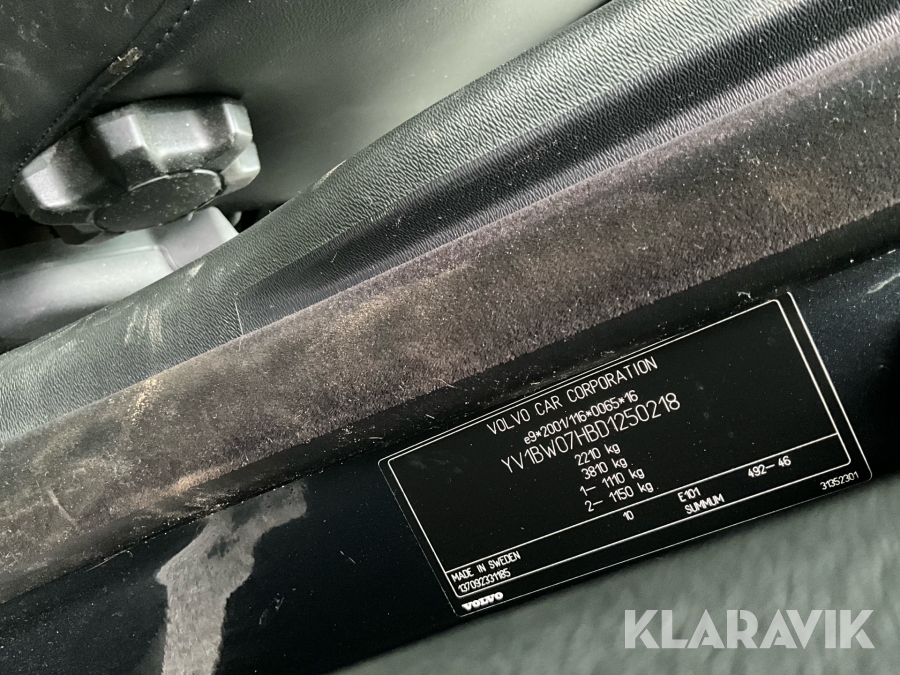 VOLVO CAR CORPORATION
e9*2001/116*0065*16
YV1BW07HBD1250218
2210 kg
3810 kg
1- 1110 kg
2- 1150 kg
10 E101 492-46
SUMMUM
31352301
MADE IN SWEDEN
137092331185
VOLVO
KLARAVIK